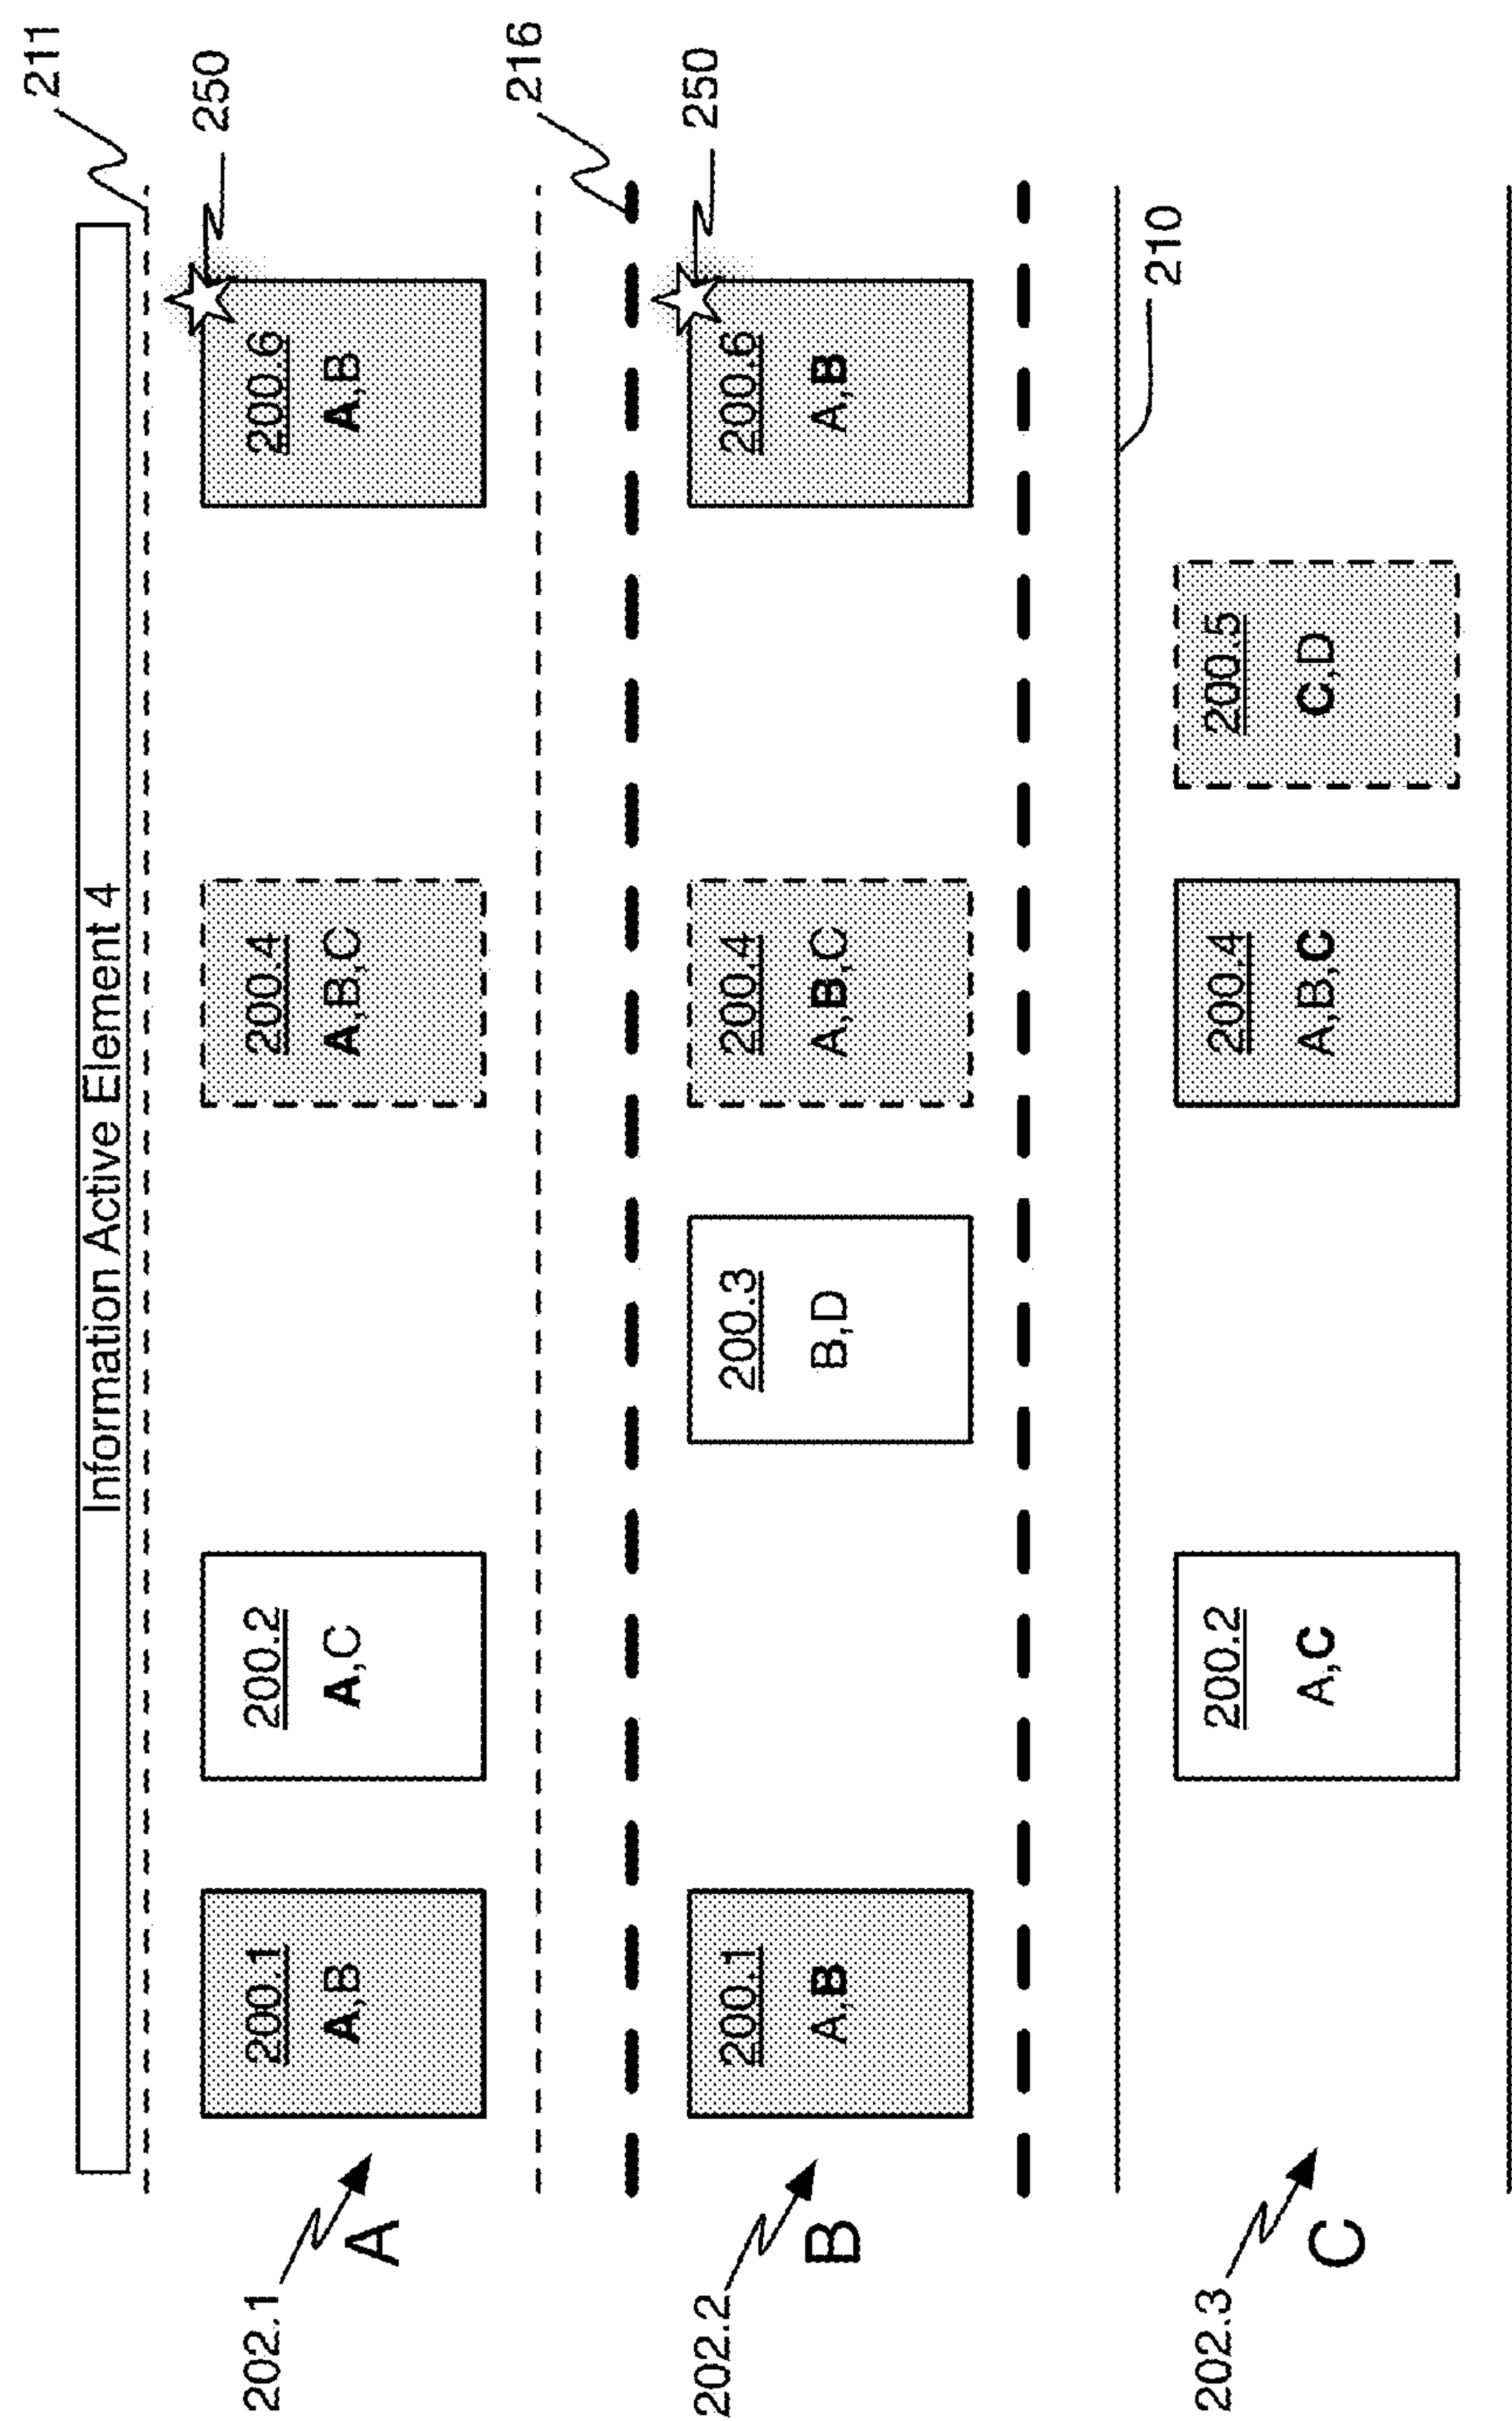 Information Active Element 4
211
202.1
A
200.1
A,B
200.2
A,C
200.4
A,B,C
200.6
A,B
250
216
202.2
B
200.1
A,B
200.3
B,D
200.4
A,B,C
200.6
A,B
250
210
202.3
C
200.2
A,C
200.4
A,B,C
200.5
C,D